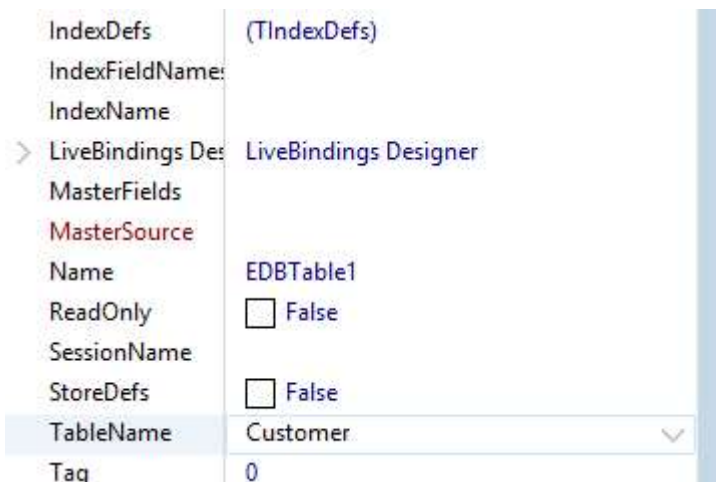 IndexDefs (TIndexDefs)
IndexFieldNames
IndexName
LiveBindings Des LiveBindings Designer
MasterFields
MasterSource
Name EDBTable1
ReadOnly False
SessionName
StoreDefs False
TableName Customer
Tag 0